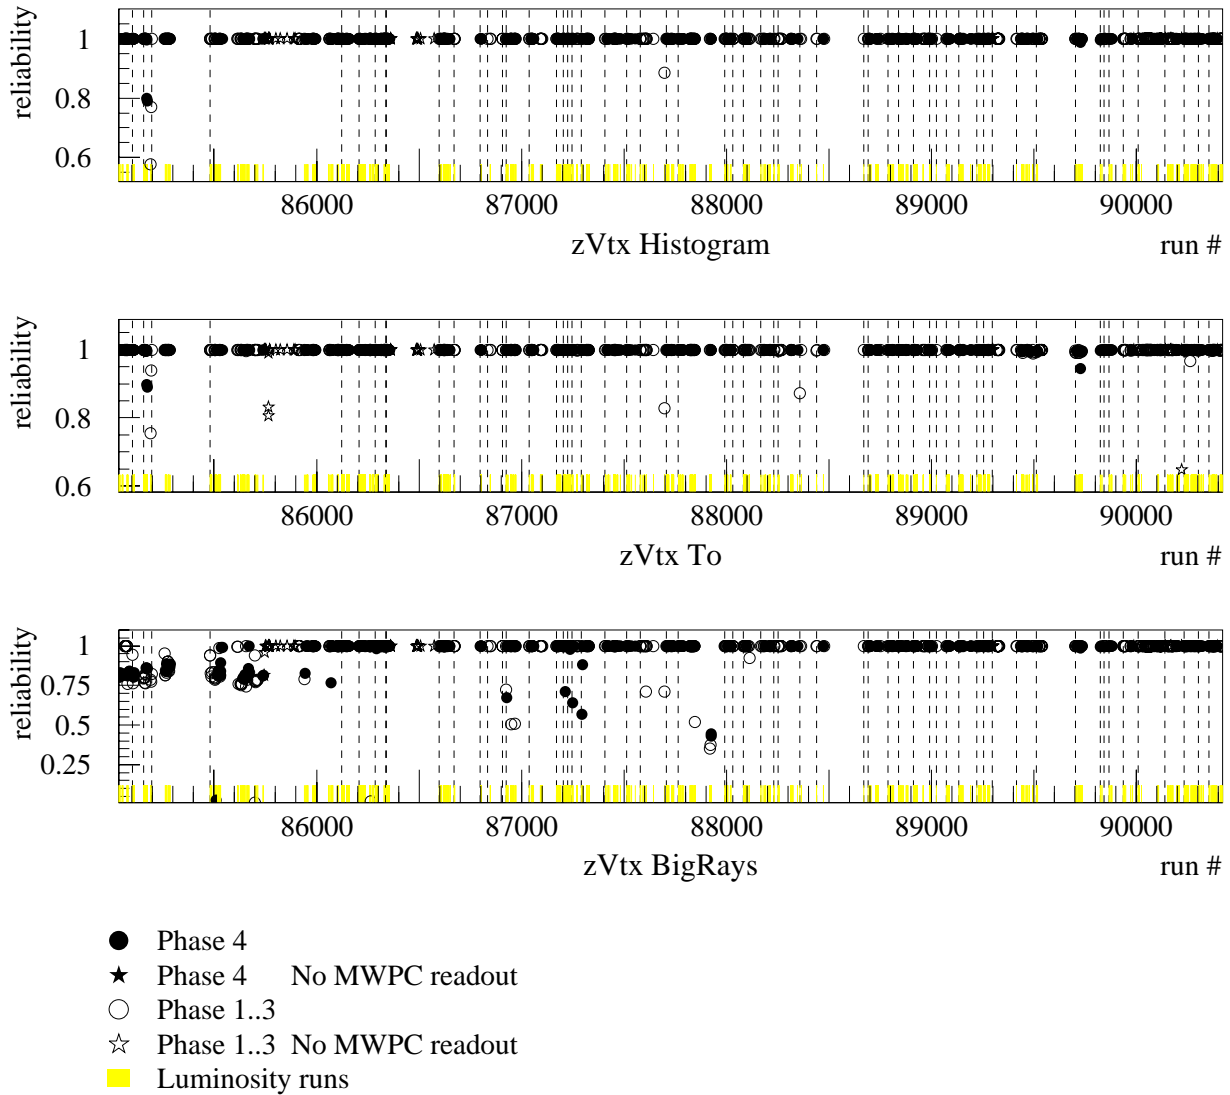 reliability
1
0.8
0.6
86000 87000 88000 89000 90000
zVtx Histogram
run #
reliability
1
0.8
0.6
86000 87000 88000 89000 90000
zVtx To
run #
reliability
1
0.75
0.5
0.25
86000 87000 88000 89000 90000
zVtx BigRays
run #
Phase 4
Phase 4 No MWPC readout
Phase 1..3
Phase 1..3 No MWPC readout
Luminosity runs